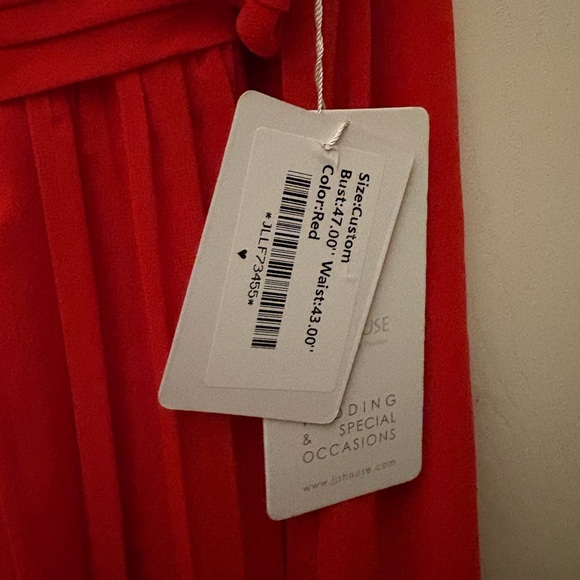 Size:Custom
Bust:47.00'' Waist:43.00''
Color:Red
*JLLF73455*
& SPECIAL
OCCASIONS
www.jjshouse.com